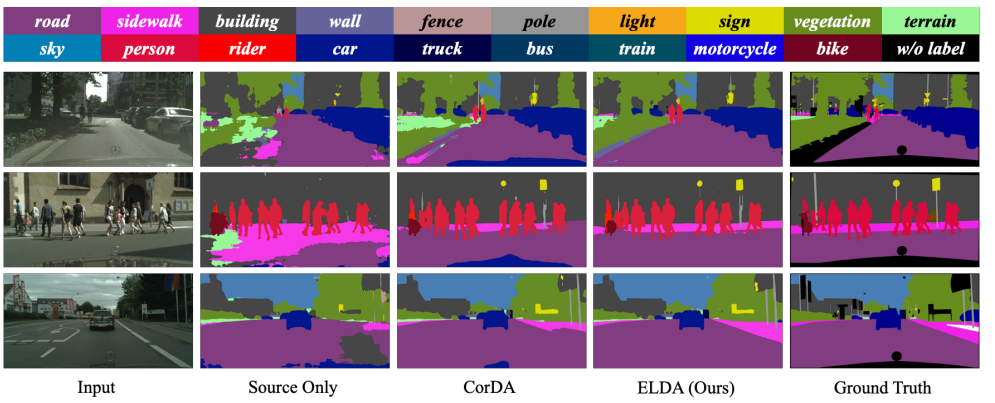 road sidewalk building wall fence pole light sign vegetation terrain
sky person rider car truck bus train motorcycle bike w/o label
Input Source Only CorDA ELDA (Ours) Ground Truth